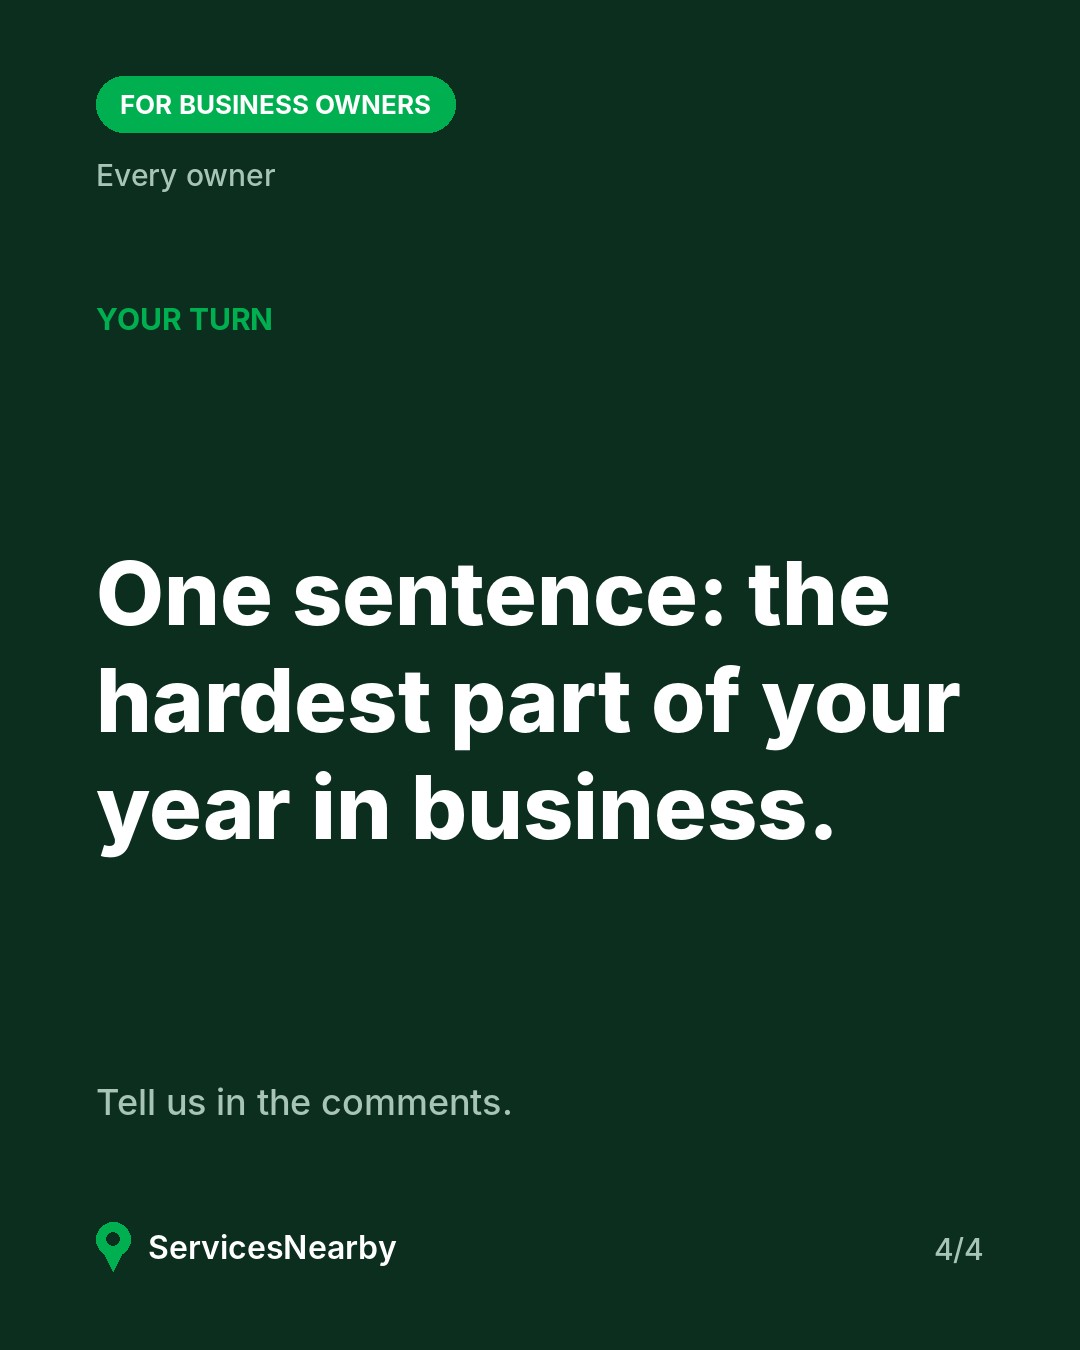 FOR BUSINESS OWNERS
Every owner
YOUR TURN
One sentence: the
hardest part of your
year in business.
Tell us in the comments.
ServicesNearby
4/4